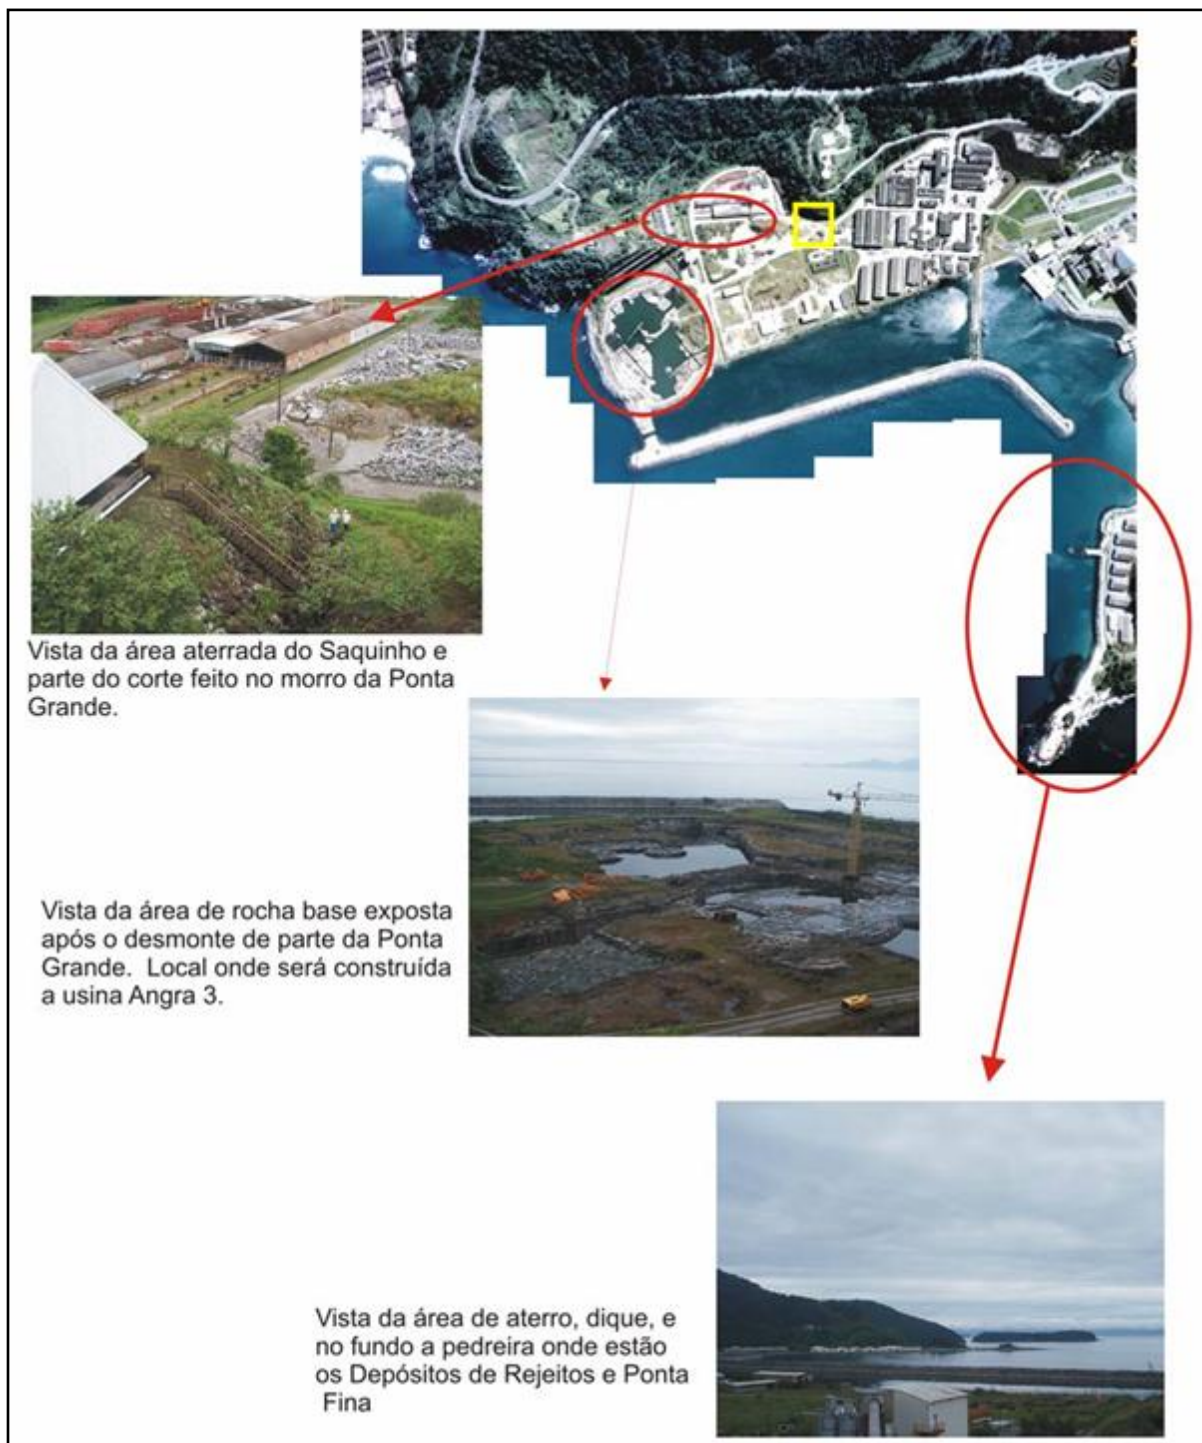 Vista da área aterrada do Saquinho e
parte do corte feito no morro da Ponta
Grande.
Vista da área de rocha base exposta
após o desmonte de parte da Ponta
Grande. Local onde será construída
a usina Angra 3.
Vista da área de aterro, dique, e
no fundo a pedreira onde estão
os Depósitos de Rejeitos e Ponta
Fina